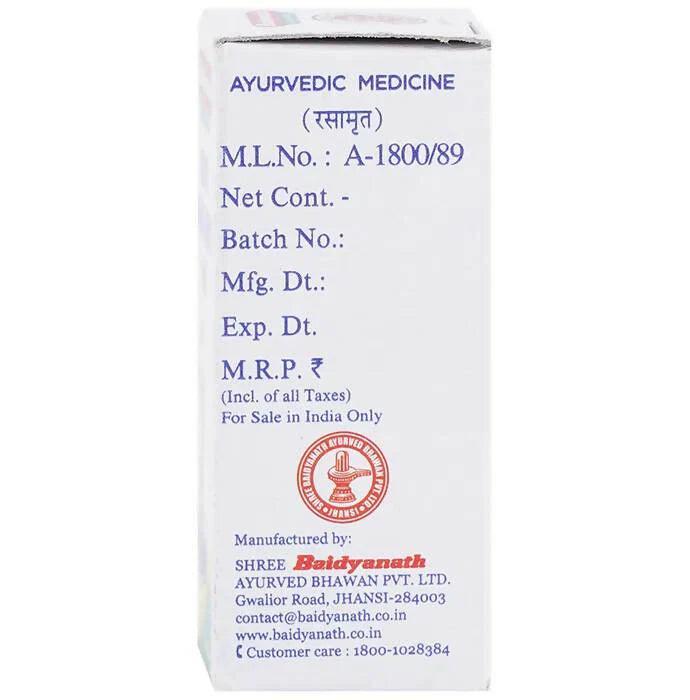 AYURVEDIC MEDICINE
(रसामृत)
M.L.No. : A-1800/89
Net Cont. -
Batch No.:
Mfg. Dt.:
Exp. Dt.
M.R.P. ₹
(Incl. of all Taxes)
For Sale in India Only
SHREE BAIDYANATH AYURVED BHAWAN PVT. LTD.
JHANSI
Manufactured by:
SHREE Baidyanath
AYURVED BHAWAN PVT. LTD.
Gwalior Road, JHANSI-284003
contact@baidyanath.co.in
www.baidyanath.co.in
Customer care : 1800-1028384